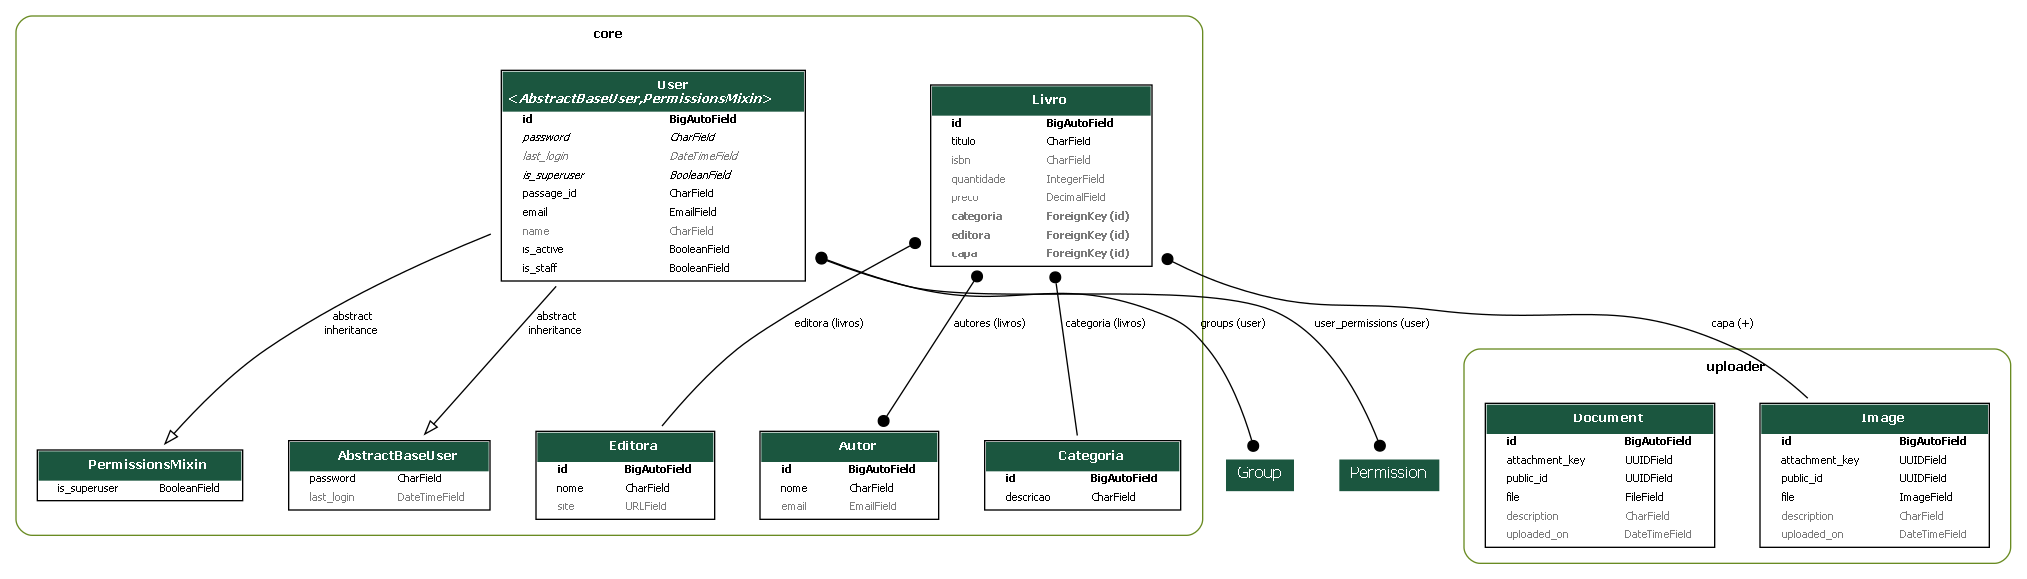 core
User
<AbstractBaseUser,PermissionsMixin>
id BigAutoField
password CharField
last_login DateTimeField
is_superuser BooleanField
passage_id CharField
email EmailField
name CharField
is_active BooleanField
is_staff BooleanField
Livro
id BigAutoField
titulo CharField
isbn CharField
quantidade IntegerField
preco DecimalField
categoria ForeignKey (id)
editora ForeignKey (id)
capa ForeignKey (id)
abstract
inheritance
abstract
inheritance
editora (livros)
autores (livros)
categoria (livros)
groups (user)
user_permissions (user)
capa (+)
PermissionsMixin
is_superuser BooleanField
AbstractBaseUser
password CharField
last_login DateTimeField
Editora
id BigAutoField
nome CharField
site URLField
Autor
id BigAutoField
nome CharField
email EmailField
Categoria
id BigAutoField
descricao CharField
Group
Permission
uploader
Document
id BigAutoField
attachment_key UUIDField
public_id UUIDField
file FileField
description CharField
uploaded_on DateTimeField
Image
id BigAutoField
attachment_key UUIDField
public_id UUIDField
file ImageField
description CharField
uploaded_on DateTimeField